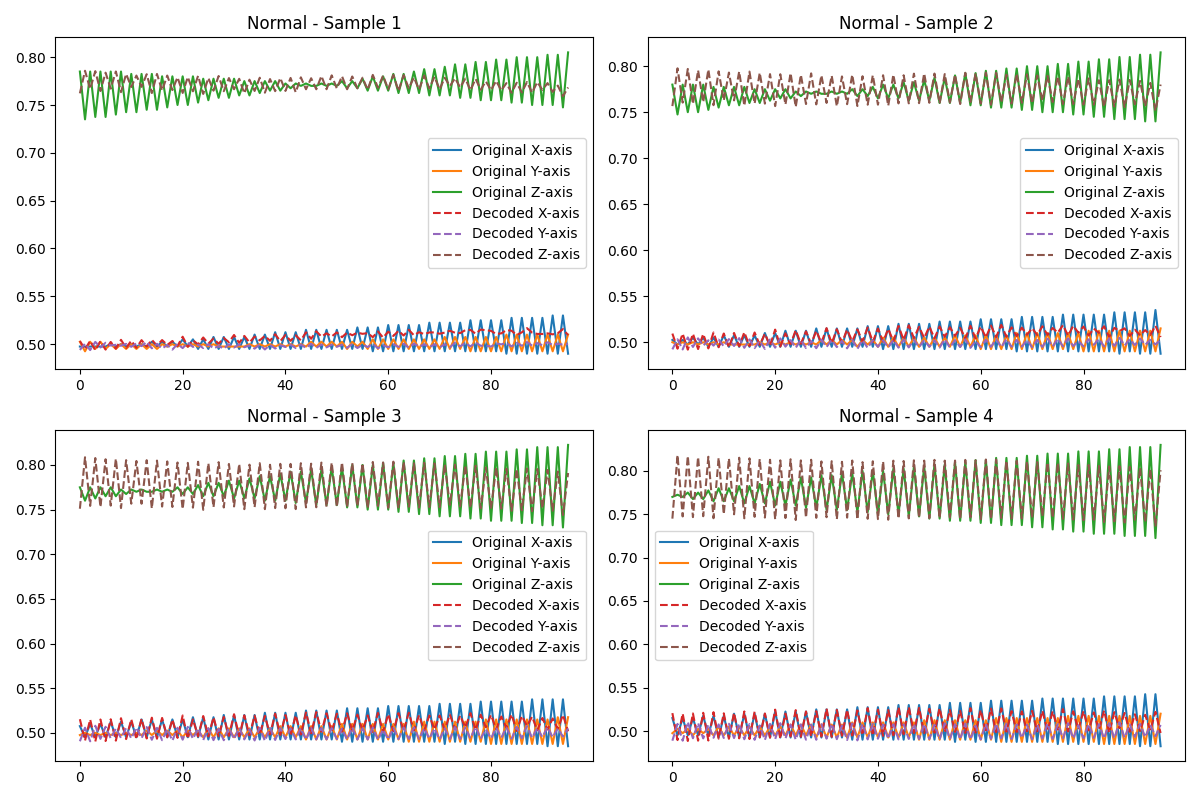 Normal - Sample 1
0.80
0.75
0.70
0.65
0.60
0.55
0.50
0 20 40 60 80
Original X-axis
Original Y-axis
Original Z-axis
Decoded X-axis
Decoded Y-axis
Decoded Z-axis
Normal - Sample 2
0.80
0.75
0.70
0.65
0.60
0.55
0.50
0 20 40 60 80
Original X-axis
Original Y-axis
Original Z-axis
Decoded X-axis
Decoded Y-axis
Decoded Z-axis
Normal - Sample 3
0.80
0.75
0.70
0.65
0.60
0.55
0.50
0 20 40 60 80
Original X-axis
Original Y-axis
Original Z-axis
Decoded X-axis
Decoded Y-axis
Decoded Z-axis
Normal - Sample 4
0.80
0.75
0.70
0.65
0.60
0.55
0.50
0 20 40 60 80
Original X-axis
Original Y-axis
Original Z-axis
Decoded X-axis
Decoded Y-axis
Decoded Z-axis